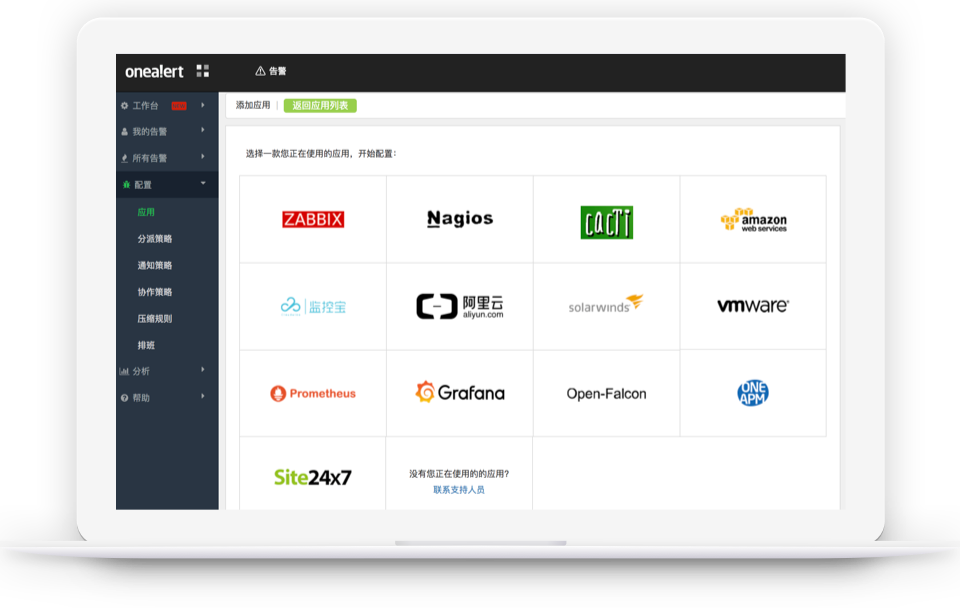 onealert
告警
工作台
我的告警
所有告警
配置
应用
分派策略
通知策略
协作策略
压缩规则
排班
分析
帮助
添加应用 | 返回应用列表
选择一款您正在使用的应用，开始配置：
ZABBIX
Nagios
cacti
amazon
web services
监控宝
阿里云
aliyun.com
solarwinds
vmware®
Prometheus
Grafana
Open-Falcon
ONE
APM
Site24x7
没有您正在使用的的应用?
联系支持人员